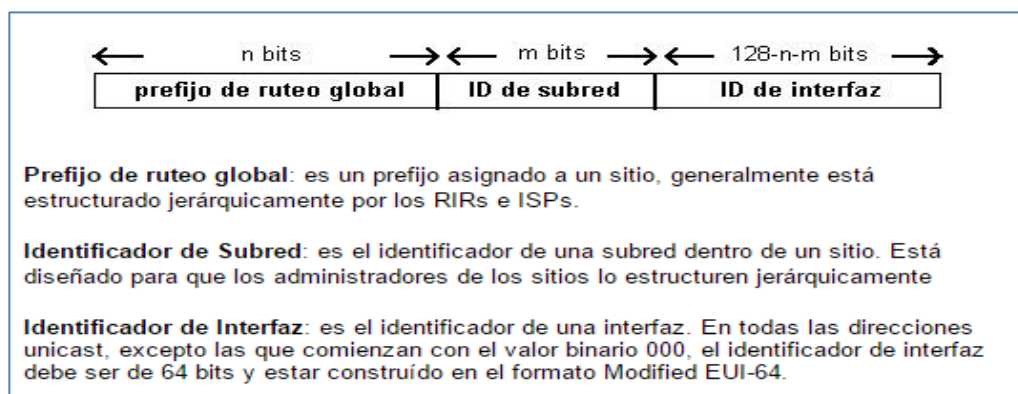 n bits m bits 128-n-m bits
prefijo de ruteo global ID de subred ID de interfaz
Prefijo de ruteo global: es un prefijo asignado a un sitio, generalmente está
estructurado jerárquicamente por los RIRs e ISPs.
Identificador de Subred: es el identificador de una subred dentro de un sitio. Está
diseñado para que los administradores de los sitios lo estructuren jerárquicamente
Identificador de Interfaz: es el identificador de una interfaz. En todas las direcciones
unicast, excepto las que comienzan con el valor binario 000, el identificador de interfaz
debe ser de 64 bits y estar construído en el formato Modified EUI-64.